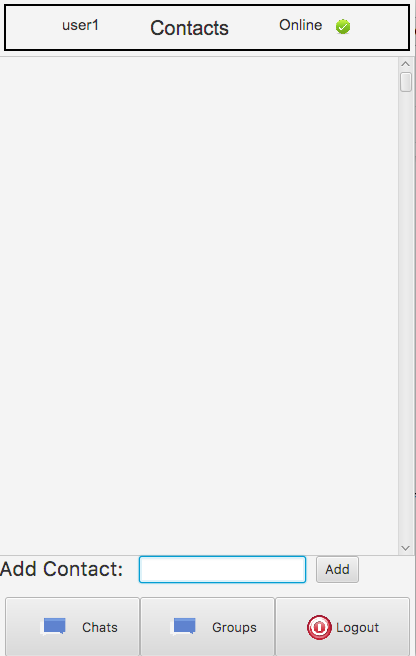 user1 Contacts Online
Add Contact: Add
Chats Groups Logout